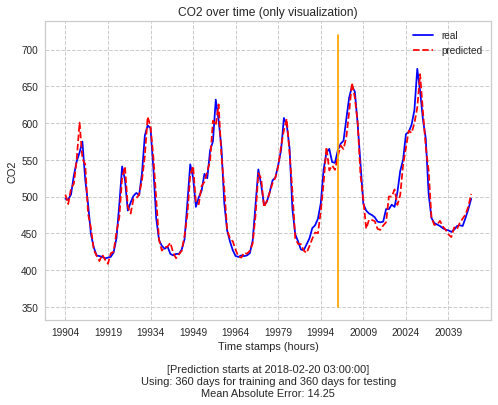 CO2 over time (only visualization)
real
predicted
700
650
600
550
500
450
400
350
CO2
19904 19919 19934 19949 19964 19979 19994 20009 20024 20039
Time stamps (hours)
[Prediction starts at 2018-02-20 03:00:00]
Using: 360 days for training and 360 days for testing
Mean Absolute Error: 14.25